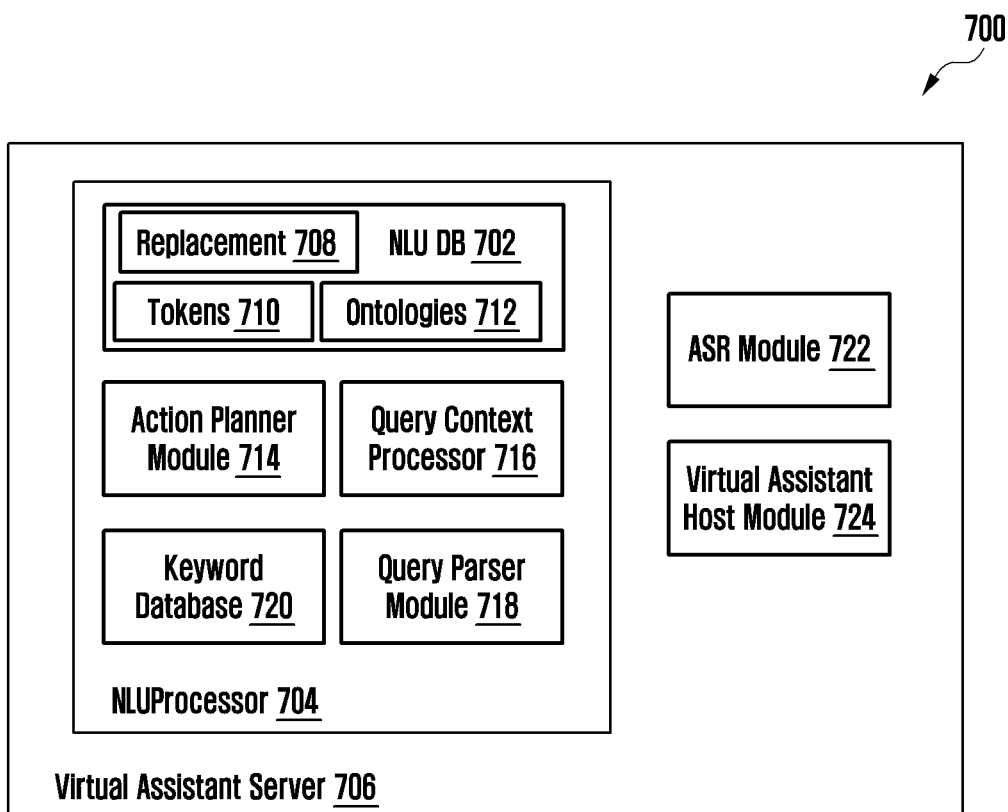 700
Replacement 708
NLU DB 702
Tokens 710
Ontologies 712
Action Planner
Module 714
Query Context
Processor 716
Keyword
Database 720
Query Parser
Module 718
NLUProcessor 704
ASR Module 722
Virtual Assistant
Host Module 724
Virtual Assistant Server 706